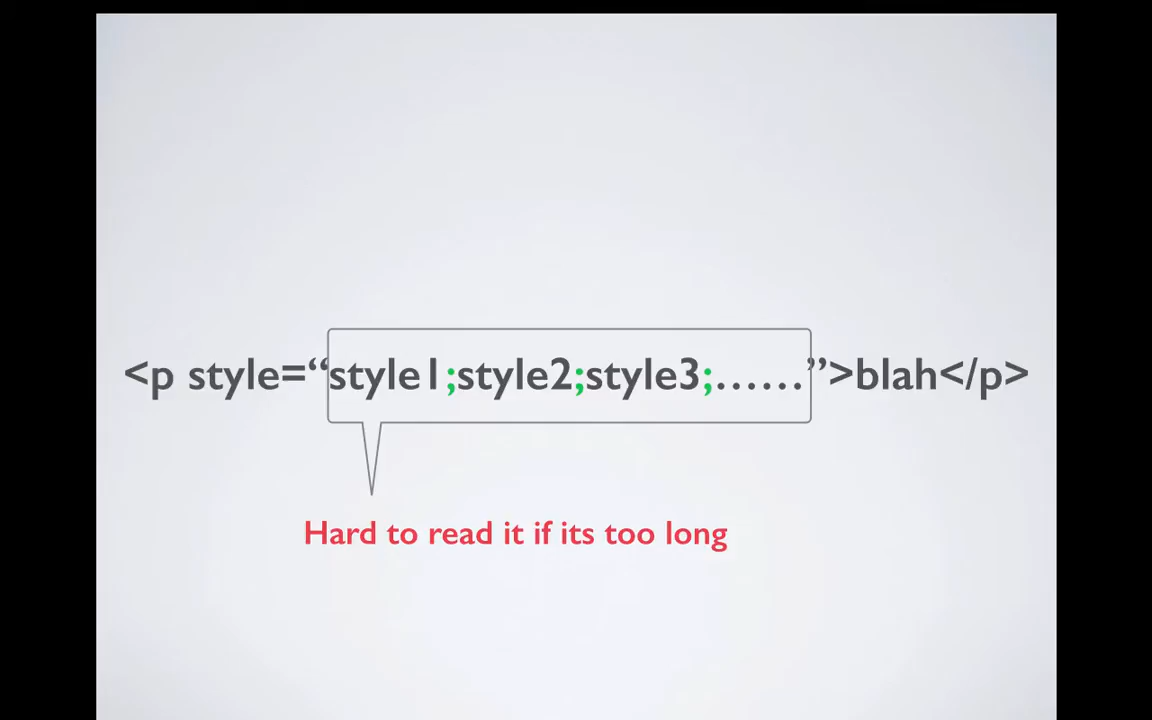 <p style=“style1;style2;style3;……”>blah</p>
Hard to read it if its too long